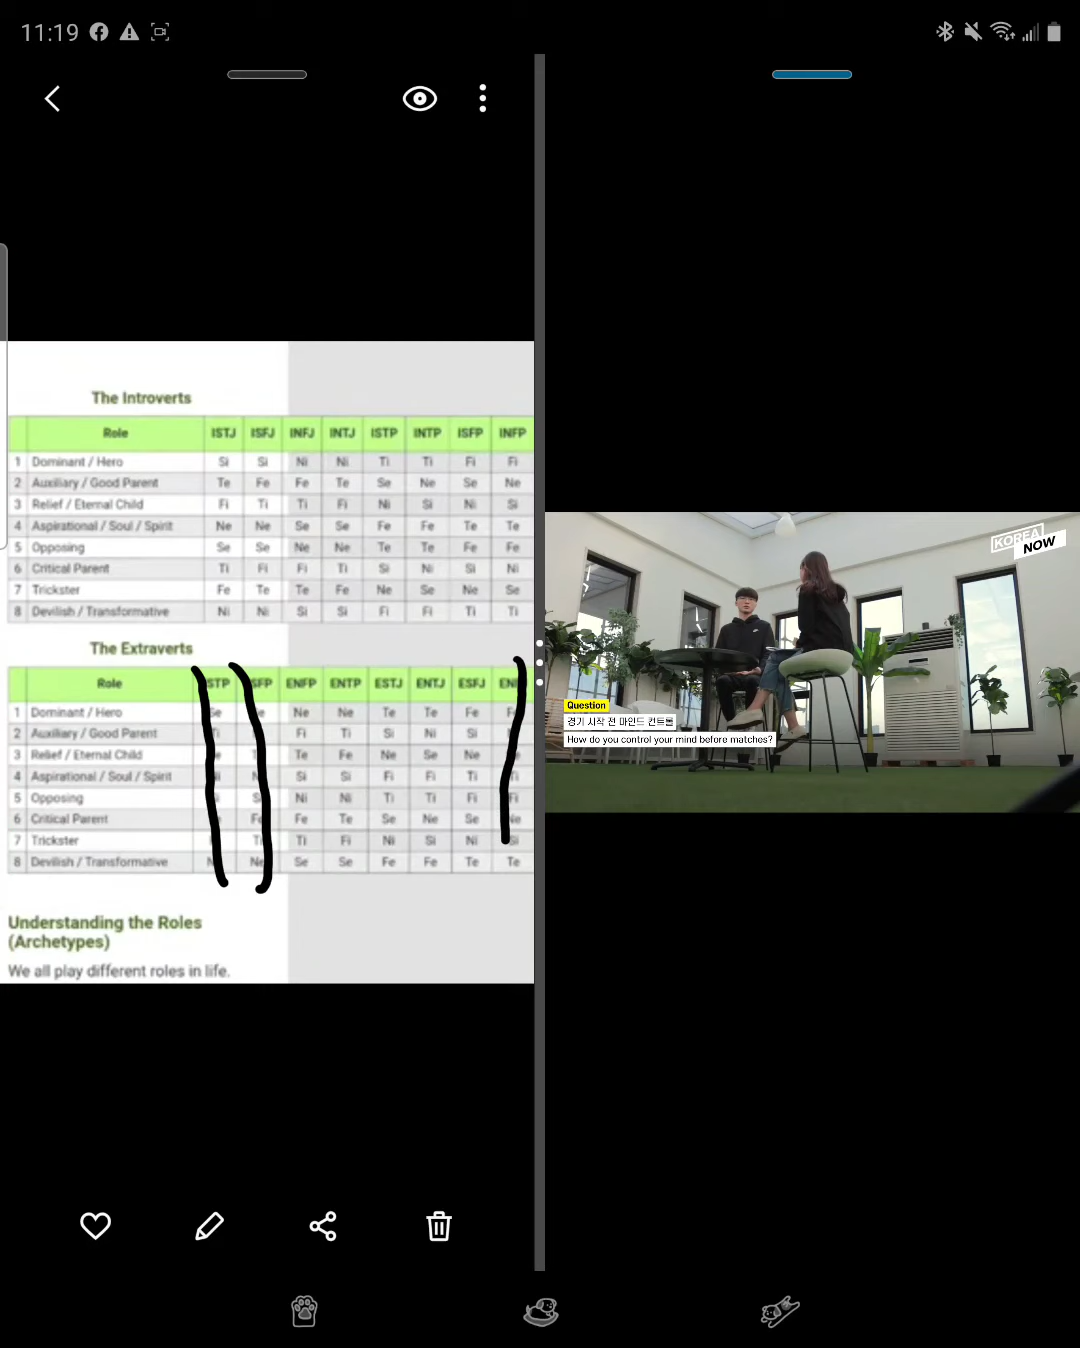 11:19
The Introverts
Role ISTJ ISFJ INFJ INTJ ISTP INTP ISFP INFP
1 Dominant / Hero Si Si Ni Ni Ti Ti Fi Fi
2 Auxiliary / Good Parent Te Fe Fe Te Se Ne Se Ne
3 Relief / Eternal Child Fi Ti Ti Fi Ni Si Ni Si
4 Aspirational / Soul / Spirit Ne Ne Se Se Fe Fe Te Te
5 Opposing Se Se Ne Ne Te Te Fe Fe
6 Critical Parent Ti Fi Fi Ti Si Ni Si Ni
7 Trickster Fe Te Te Fe Ne Se Ne Se
8 Devilish / Transformative Ni Ni Si Si Fi Fi Ti Ti
The Extraverts
Role ENFP ENTP ESTJ ENTJ ESFJ
1 Dominant / Hero Se Ne Ne Te Te Fe
2 Auxiliary / Good Parent Fi Ti Si Ni Si
3 Relief / Eternal Child Te Fe Ne Se Ne
4 Aspirational / Soul / Spirit Si Si Fi Fi Ti
5 Opposing Ni Ni Ti Ti Fi Fi
6 Critical Parent Fe Fe Te Se Ne Se Ne
7 Trickster Ti Ti Fi Ni Si Ni Si
8 Devilish / Transformative Ne Se Se Fe Fe Te Te
Understanding the Roles
(Archetypes)
We all play different roles in life.
KOREA
NOW
Question
경기 시작 전 마인드 컨트롤
How do you control your mind before matches?